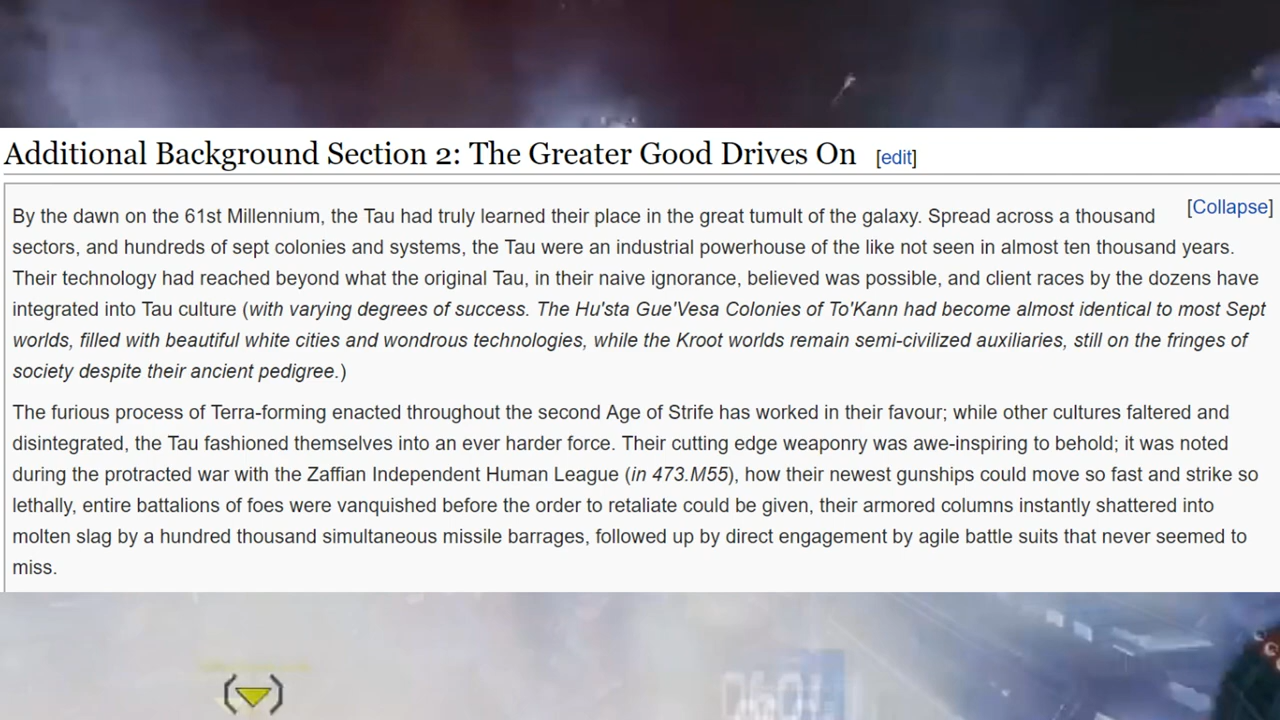 Additional Background Section 2: The Greater Good Drives On [edit]
[Collapse]
By the dawn on the 61st Millennium, the Tau had truly learned their place in the great tumult of the galaxy. Spread across a thousand
sectors, and hundreds of sept colonies and systems, the Tau were an industrial powerhouse of the like not seen in almost ten thousand years.
Their technology had reached beyond what the original Tau, in their naive ignorance, believed was possible, and client races by the dozens have
integrated into Tau culture (with varying degrees of success. The Hu'sta Gue'Vesa Colonies of To'Kann had become almost identical to most Sept
worlds, filled with beautiful white cities and wondrous technologies, while the Kroot worlds remain semi-civilized auxiliaries, still on the fringes of
society despite their ancient pedigree.)
The furious process of Terra-forming enacted throughout the second Age of Strife has worked in their favour; while other cultures faltered and
disintegrated, the Tau fashioned themselves into an ever harder force. Their cutting edge weaponry was awe-inspiring to behold; it was noted
during the protracted war with the Zaffian Independent Human League (in 473.M55), how their newest gunships could move so fast and strike so
lethally, entire battalions of foes were vanquished before the order to retaliate could be given, their armored columns instantly shattered into
molten slag by a hundred thousand simultaneous missile barrages, followed up by direct engagement by agile battle suits that never seemed to
miss.